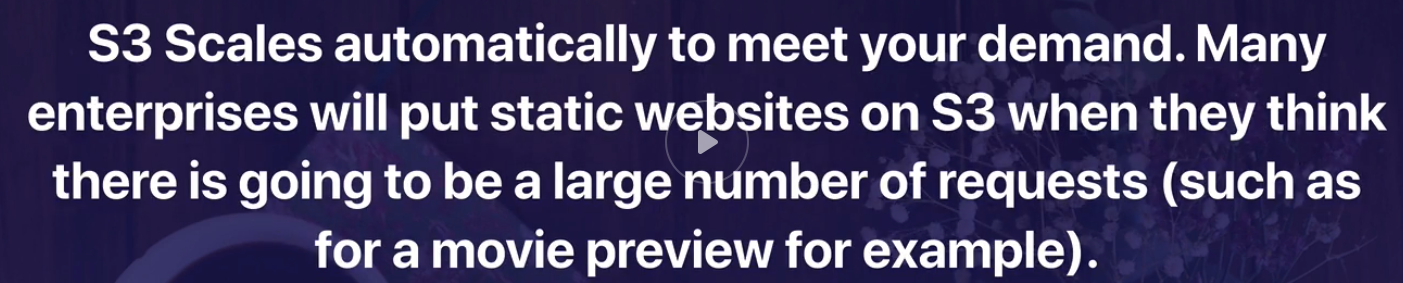 S3 Scales automatically to meet your demand. Many
enterprises will put static websites on S3 when they think
there is going to be a large number of requests (such as
for a movie preview for example).